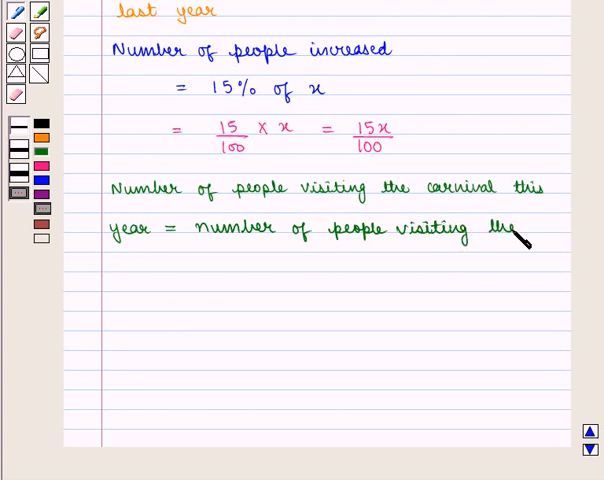 last year
Number of people increased
= 15% of x
= 15/100 × x = 15x/100
Number of people visiting the carnival this
year = number of people visiting the